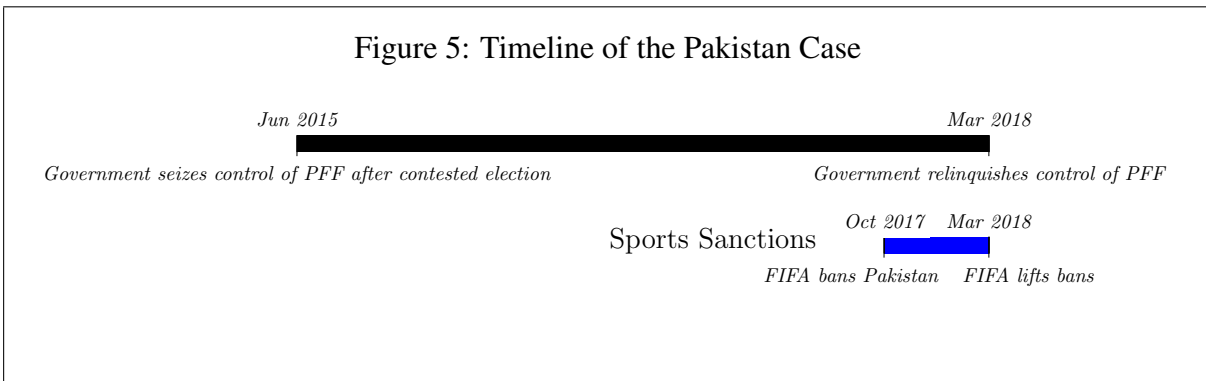 Figure 5: Timeline of the Pakistan Case
Jun 2015 Mar 2018
Government seizes control of PFF after contested election Government relinquishes control of PFF
Sports Sanctions Oct 2017 Mar 2018
FIFA bans Pakistan FIFA lifts bans